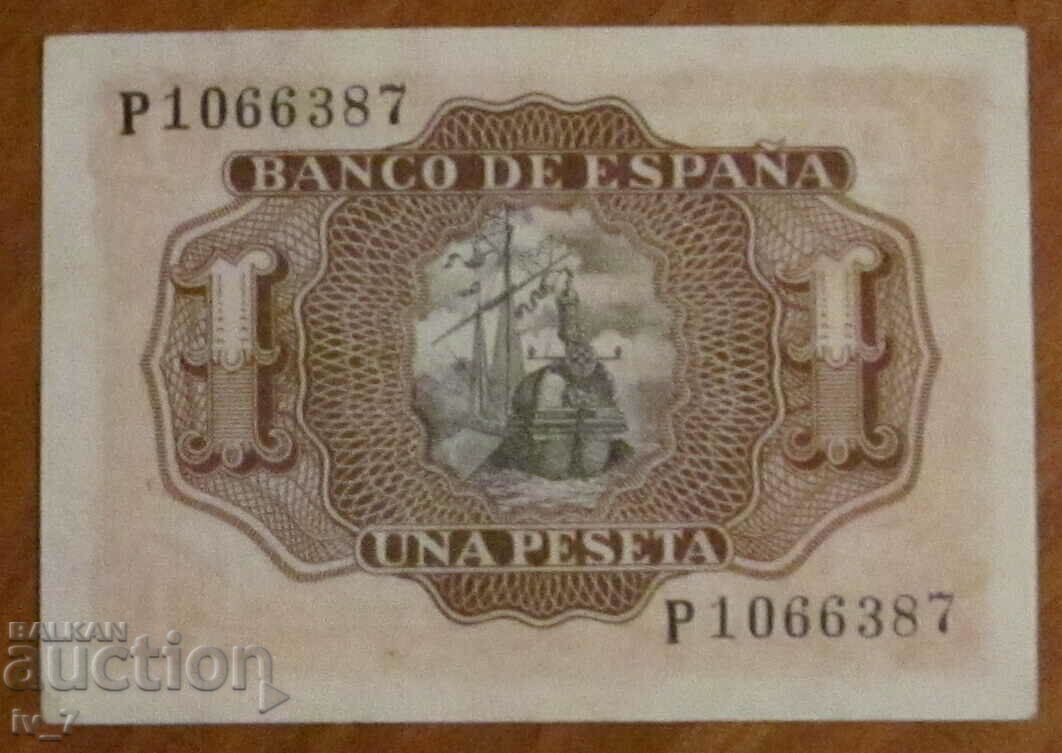 P1066387
BANCO DE ESPAÑA
1 1
UNA PESETA
P1066387
BALKAN
auction
iv_7